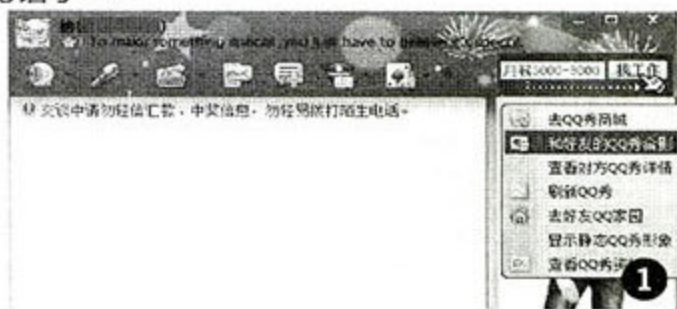 To make something special, you just have to believe it's special.
月薪3000-8000 找工作
交谈中请勿轻信汇款、中奖信息、勿轻易拨打陌生电话。
去QQ秀商城
和好友的QQ秀合影
查看对方QQ秀详情
刷新QQ秀
去好友QQ家园
显示静态QQ秀形象
查看QQ秀
1